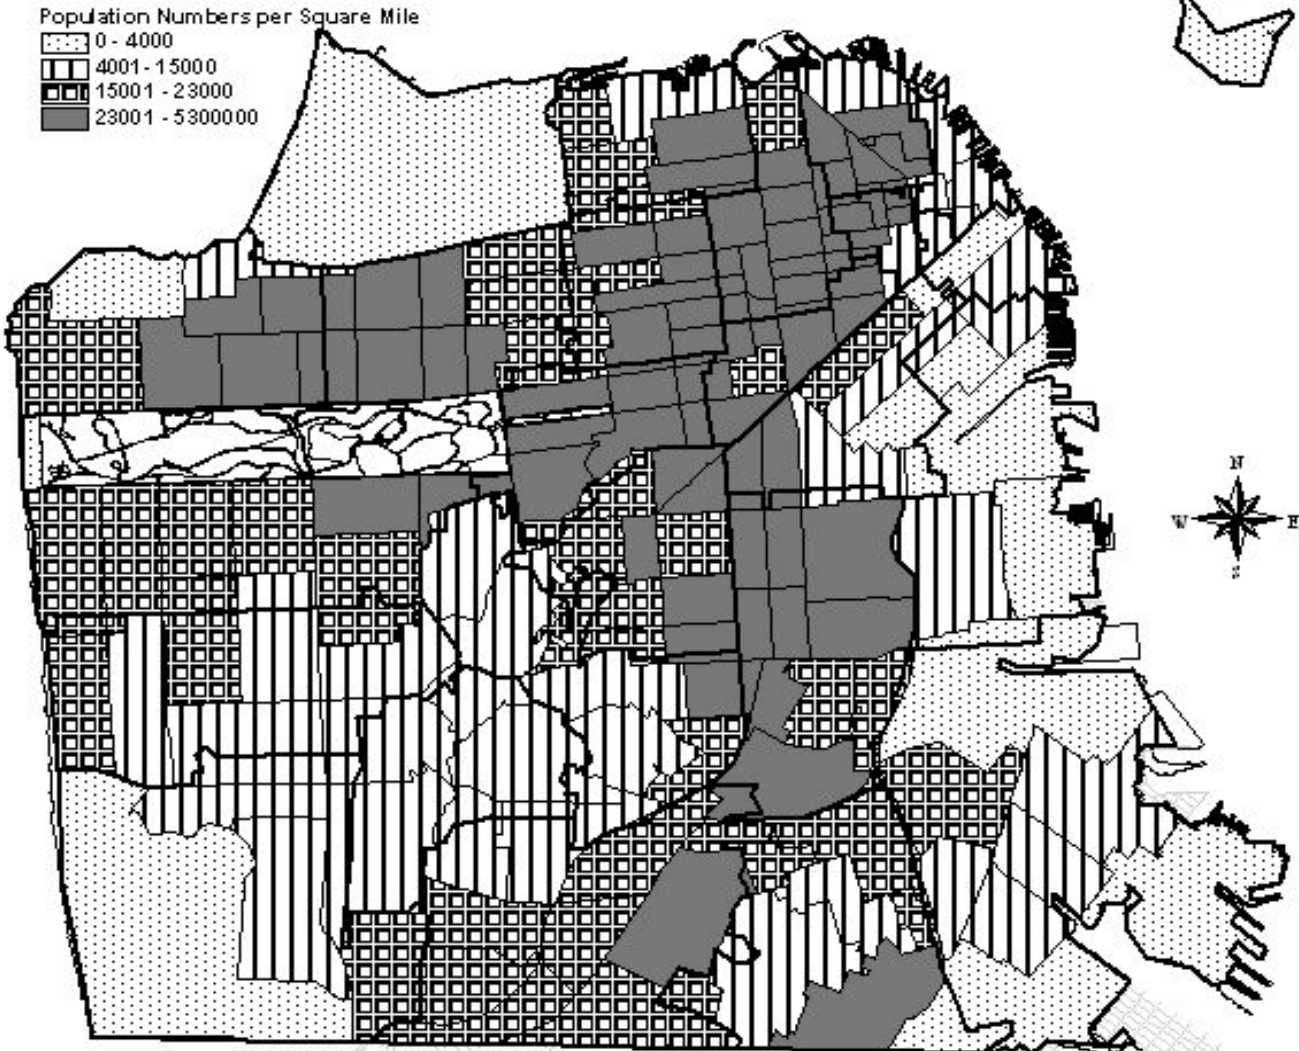 Population Numbers per Square Mile
0 - 4000
4001 - 15000
15001 - 23000
23001 - 5300000
N
W E
S